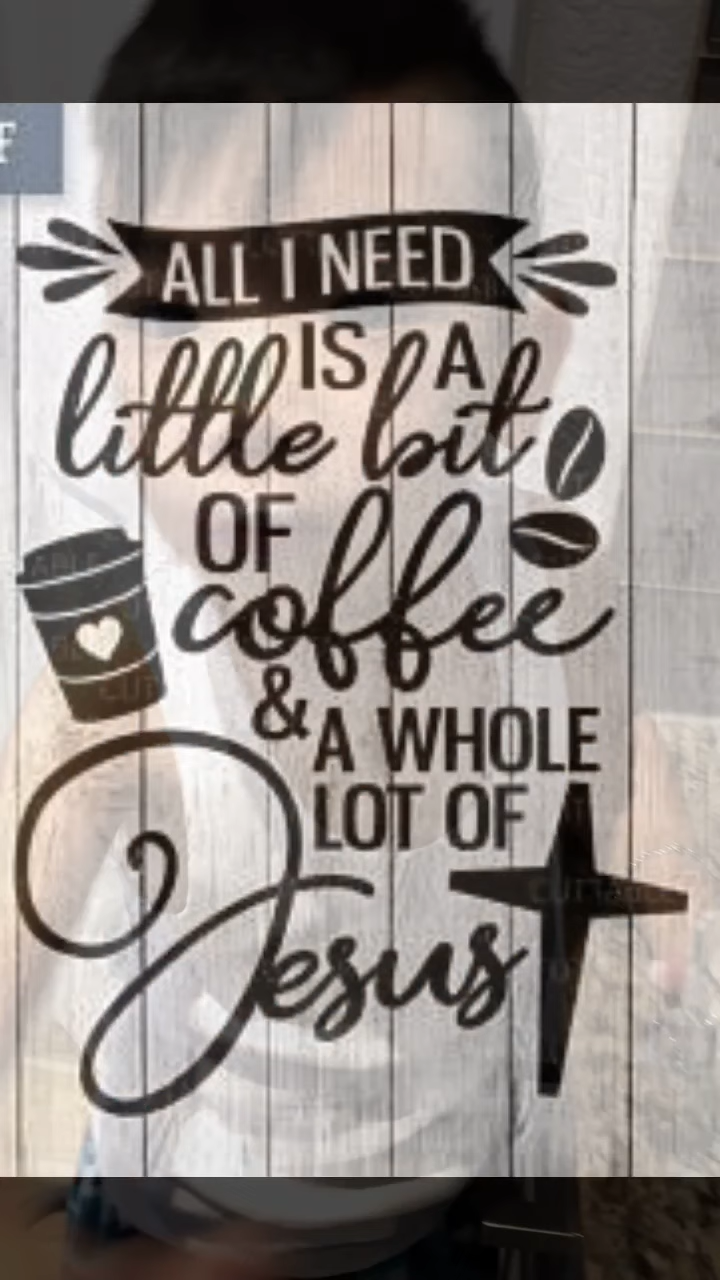 F
ALL I NEED
IS A
little bit
OF
coffee
& A WHOLE
LOT OF
Jesus